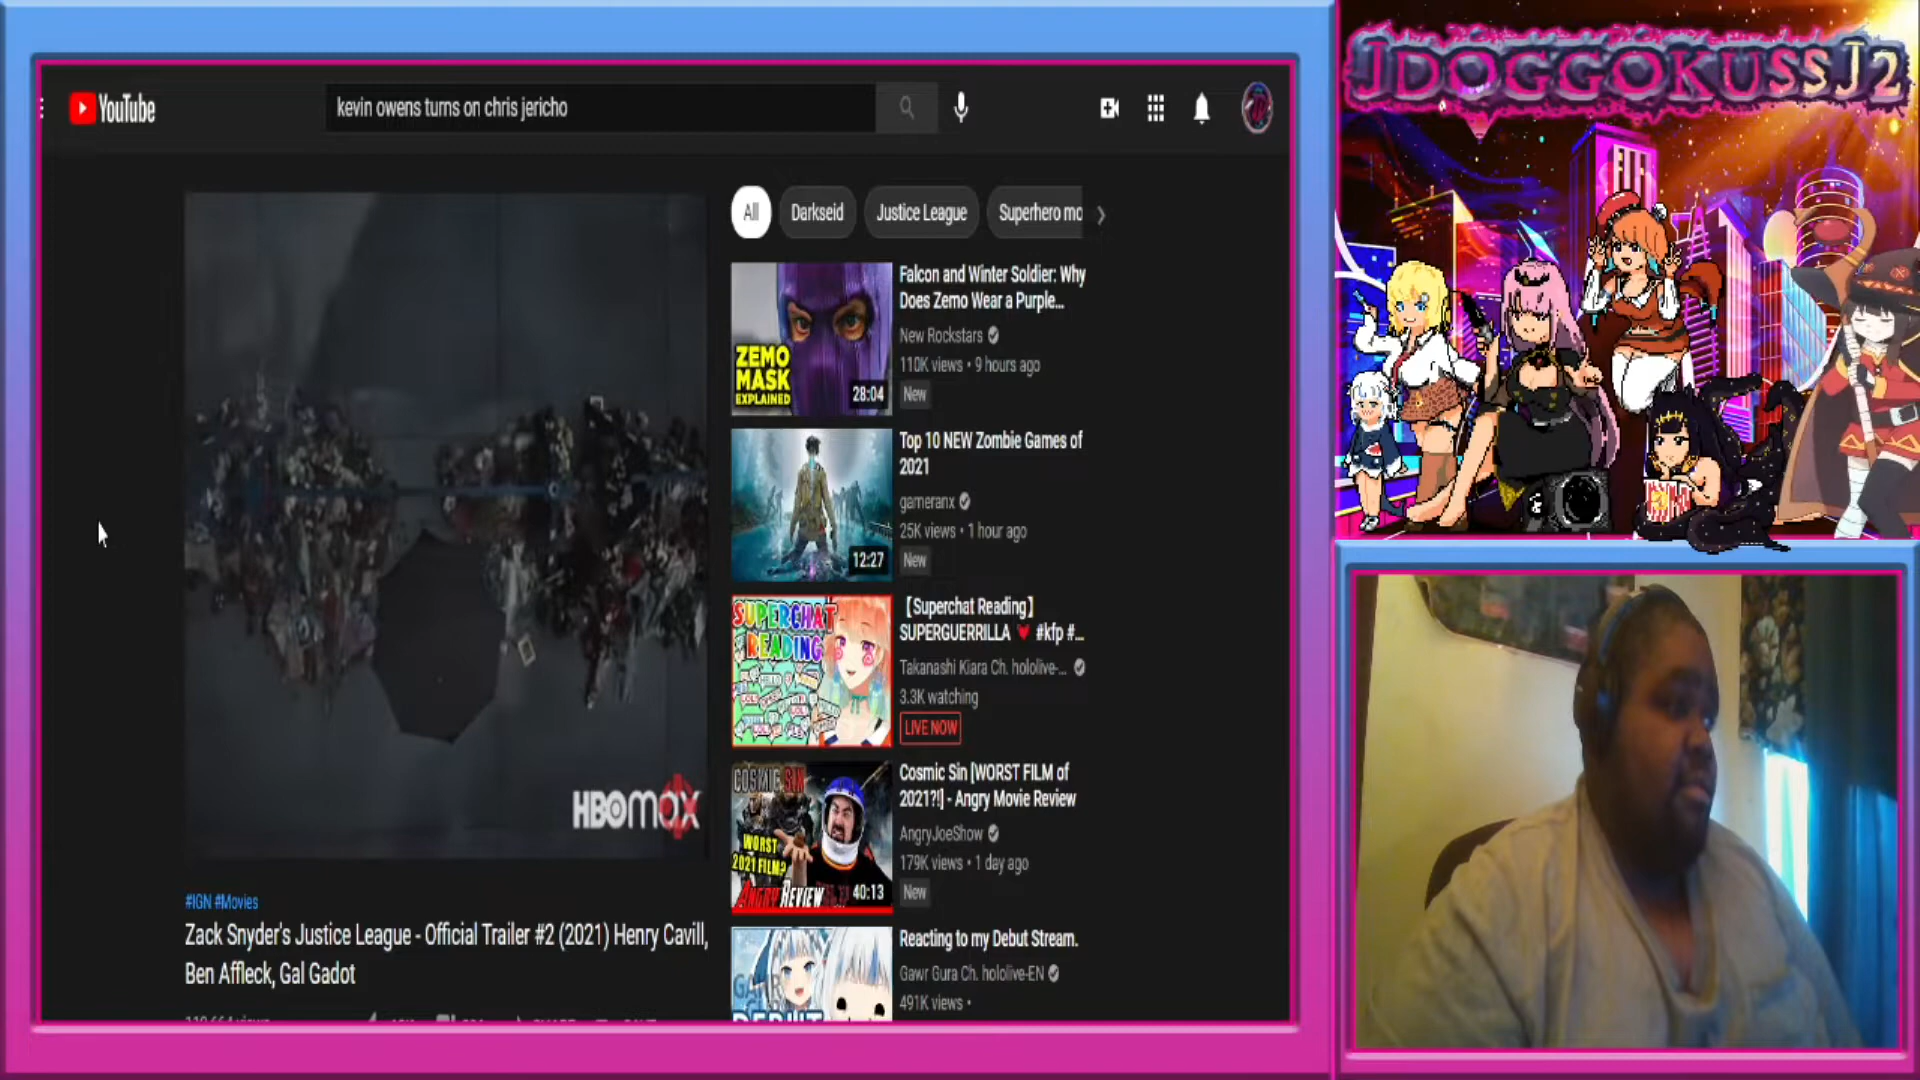 YouTube
kevin owens turns on chris jericho
All
Darkseid
Justice League
Superhero mo
JDOGGOKUSSJ2
Falcon and Winter Soldier: Why
Does Zemo Wear a Purple...
New Rockstars
110K views • 9 hours ago
New
ZEMO
MASK
EXPLAINED
28:04
Top 10 NEW Zombie Games of
2021
gameranx
25K views • 1 hour ago
New
12:27
SUPERCHAT
READING
【Superchat Reading】
SUPERGUERRILLA ❤ #kfp #...
Takanashi Kiara Ch. hololive-...
3.3K watching
LIVE NOW
COSMIC SIN
WORST
2021 FILM?
ANGRY REVIEW
40:13
Cosmic Sin [WORST FILM of
2021?!] - Angry Movie Review
AngryJoeShow
179K views • 1 day ago
New
Reacting to my Debut Stream.
Gawr Gura Ch. hololive-EN
491K views •
DEBUT
HBOmax
#IGN #Movies
Zack Snyder's Justice League - Official Trailer #2 (2021) Henry Cavill,
Ben Affleck, Gal Gadot